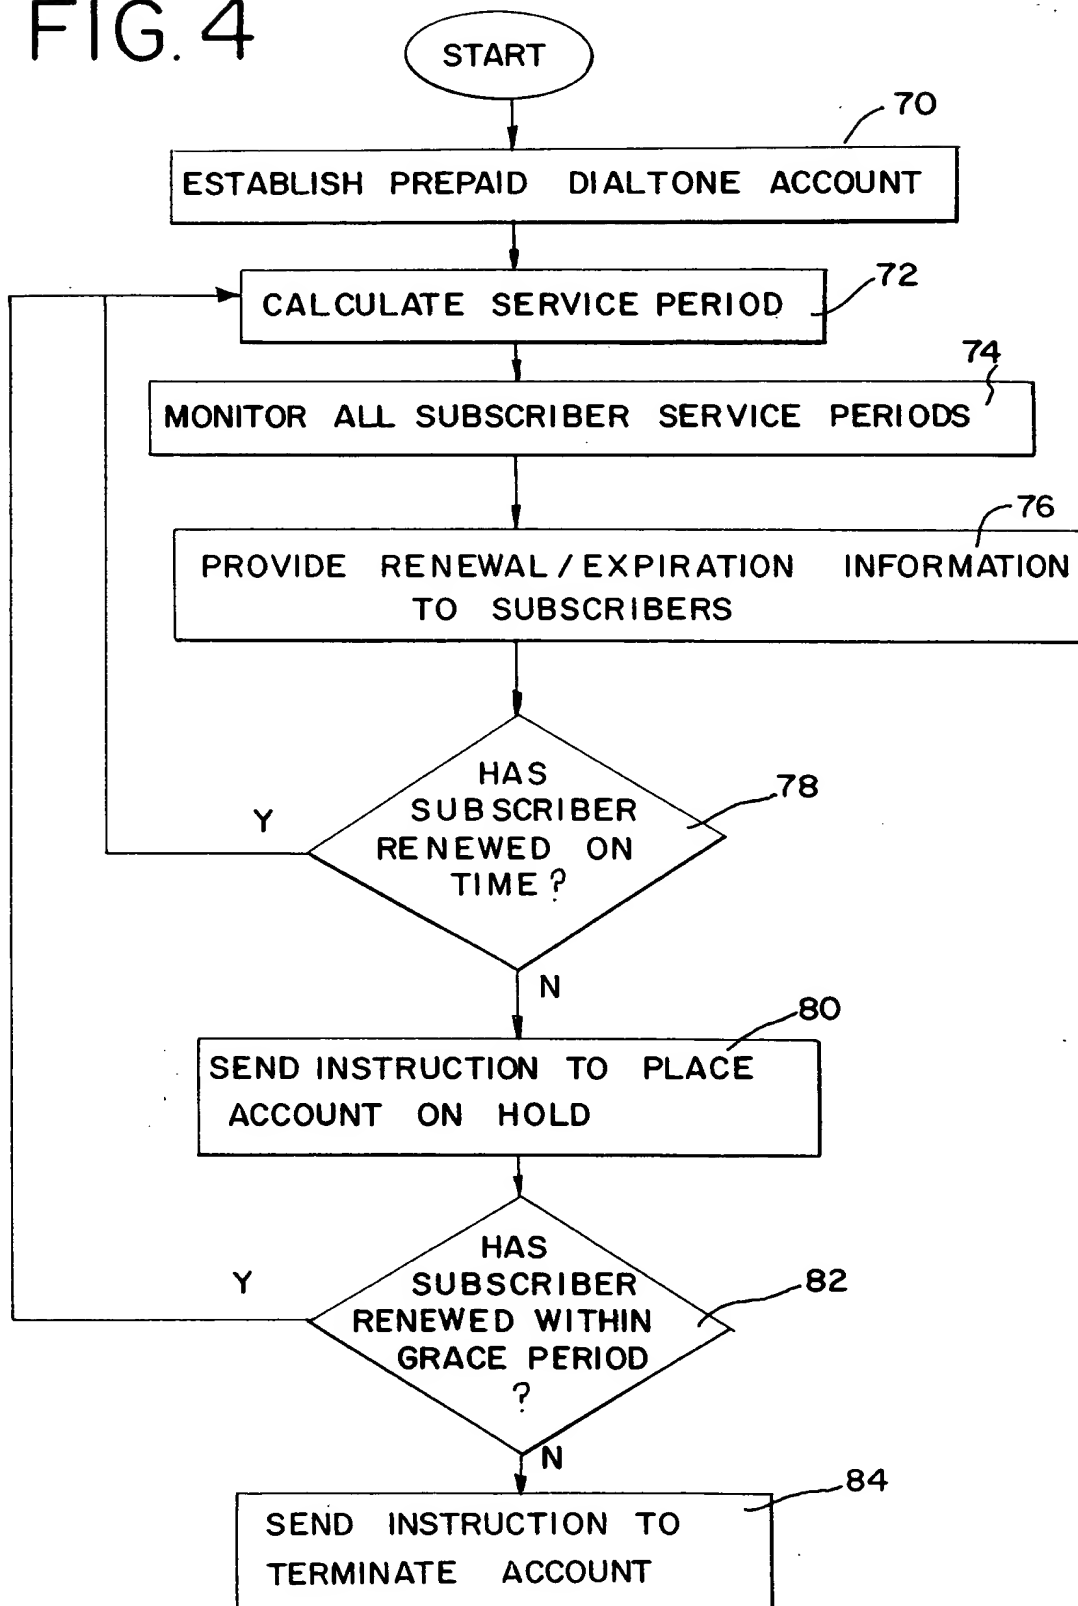 FIG. 4
START
70
ESTABLISH PREPAID DIALTONE ACCOUNT
72
CALCULATE SERVICE PERIOD
74
MONITOR ALL SUBSCRIBER SERVICE PERIODS
76
PROVIDE RENEWAL/EXPIRATION INFORMATION
TO SUBSCRIBERS
78
HAS
SUBSCRIBER
RENEWED ON
TIME?
Y
N
80
SEND INSTRUCTION TO PLACE
ACCOUNT ON HOLD
82
HAS
SUBSCRIBER
RENEWED WITHIN
GRACE PERIOD
?
Y
N
84
SEND INSTRUCTION TO
TERMINATE ACCOUNT